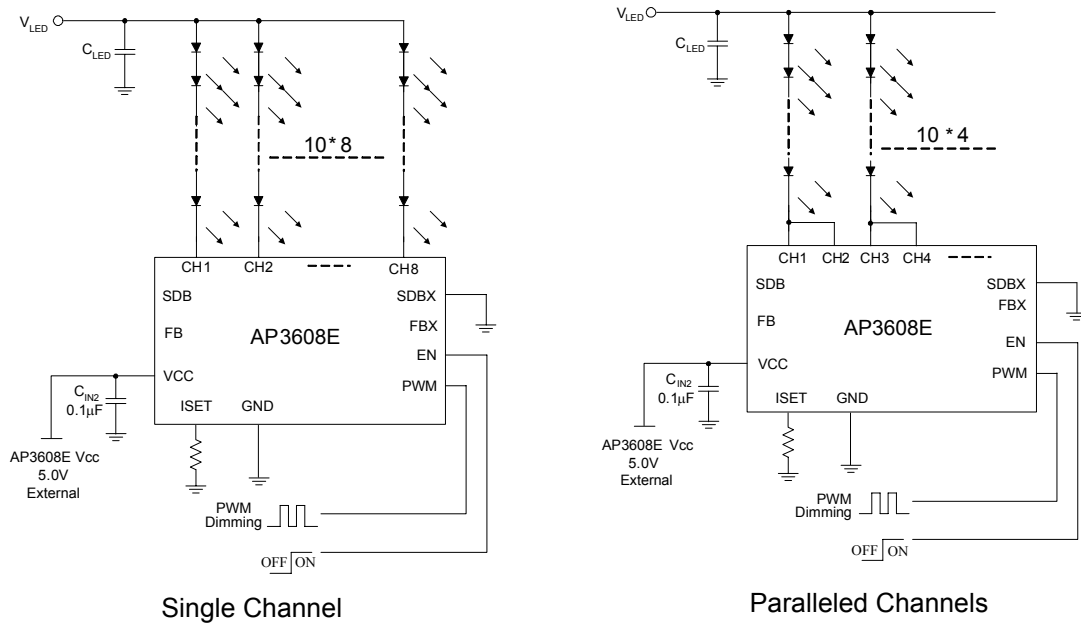 VLED
CLED
10 * 8
CH1 CH2 CH8
SDB SDBX
FB FBX
AP3608E
EN
VCC
PWM
CIN2
0.1µF
ISET GND
AP3608E Vcc
5.0V
External
PWM
Dimming
OFF ON
Single Channel
VLED
CLED
10 * 4
CH1 CH2 CH3 CH4
SDB SDBX
FBX
FB AP3608E
EN
VCC
PWM
CIN2
0.1µF
ISET GND
AP3608E Vcc
5.0V
External
PWM
Dimming
OFF ON
Paralleled Channels